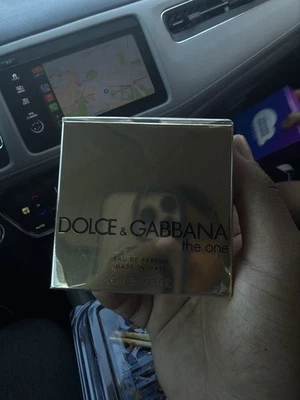 DOLCE & GABBANA
the one
EAU DE PARFUM
MADE IN ITALY